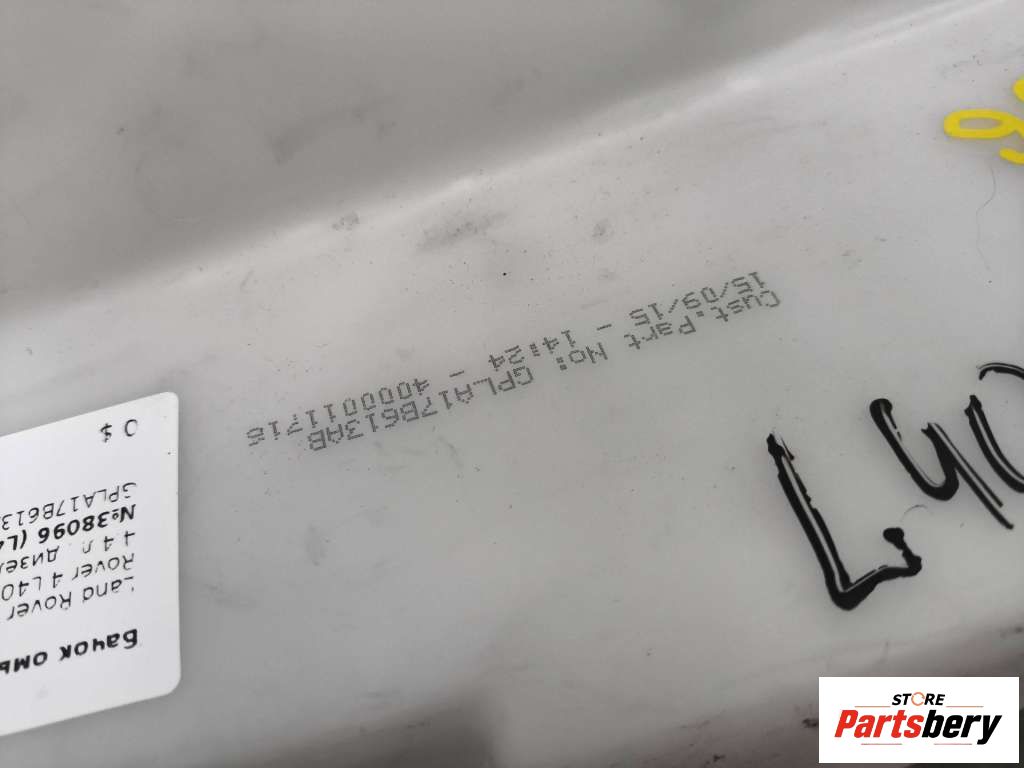 Cust.Part No: GPLA17B613AB
15/09/15 - 14:24 - 4000011716
Бачок омы
Land Rover
Rover 4 L40
4.4 л. дизе
№38096 (L4
GPLA17B613
0 $
L40
STORE
Partsbery